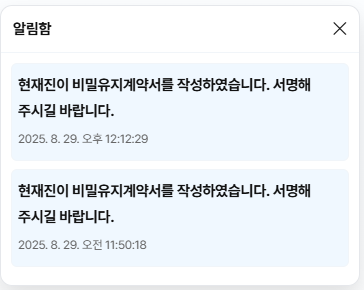 알림함
현재진이 비밀유지계약서를 작성하였습니다. 서명해
주시길 바랍니다.
2025. 8. 29. 오후 12:12:29
현재진이 비밀유지계약서를 작성하였습니다. 서명해
주시길 바랍니다.
2025. 8. 29. 오전 11:50:18